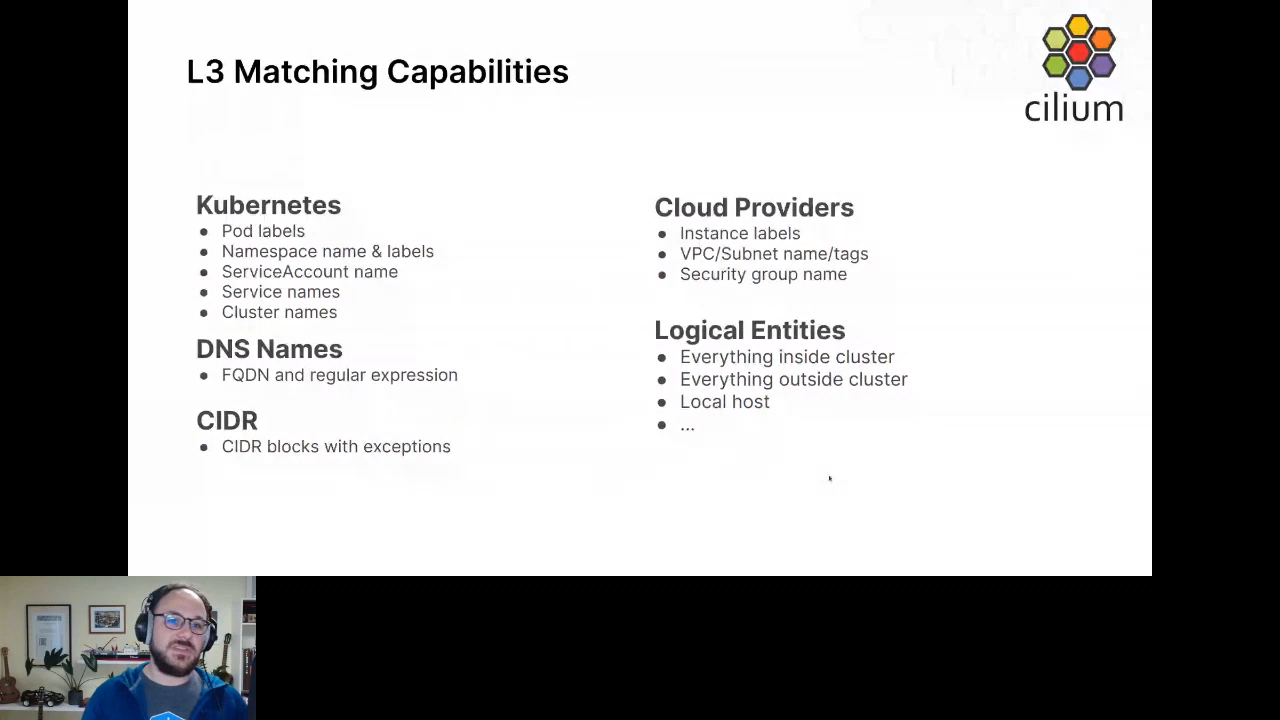 L3 Matching Capabilities
cilium
Kubernetes
● Pod labels
● Namespace name & labels
● ServiceAccount name
● Service names
● Cluster names
DNS Names
● FQDN and regular expression
CIDR
● CIDR blocks with exceptions
Cloud Providers
● Instance labels
● VPC/Subnet name/tags
● Security group name
Logical Entities
● Everything inside cluster
● Everything outside cluster
● Local host
● ...